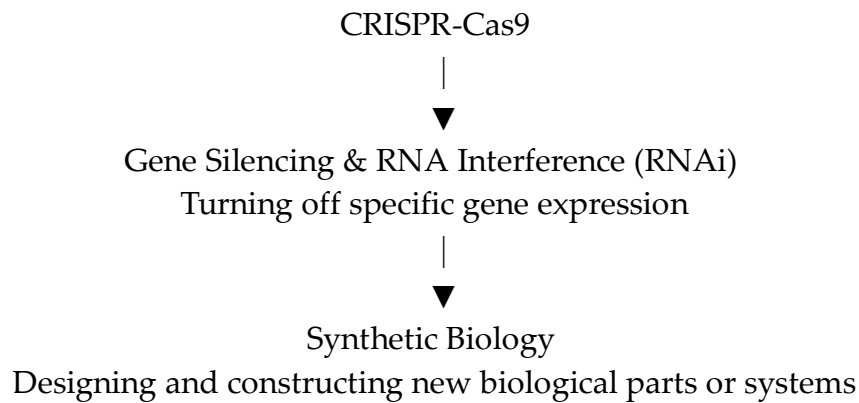 CRISPR-Cas9
|
▼
Gene Silencing & RNA Interference (RNAi)
Turning off specific gene expression
|
▼
Synthetic Biology
Designing and constructing new biological parts or systems